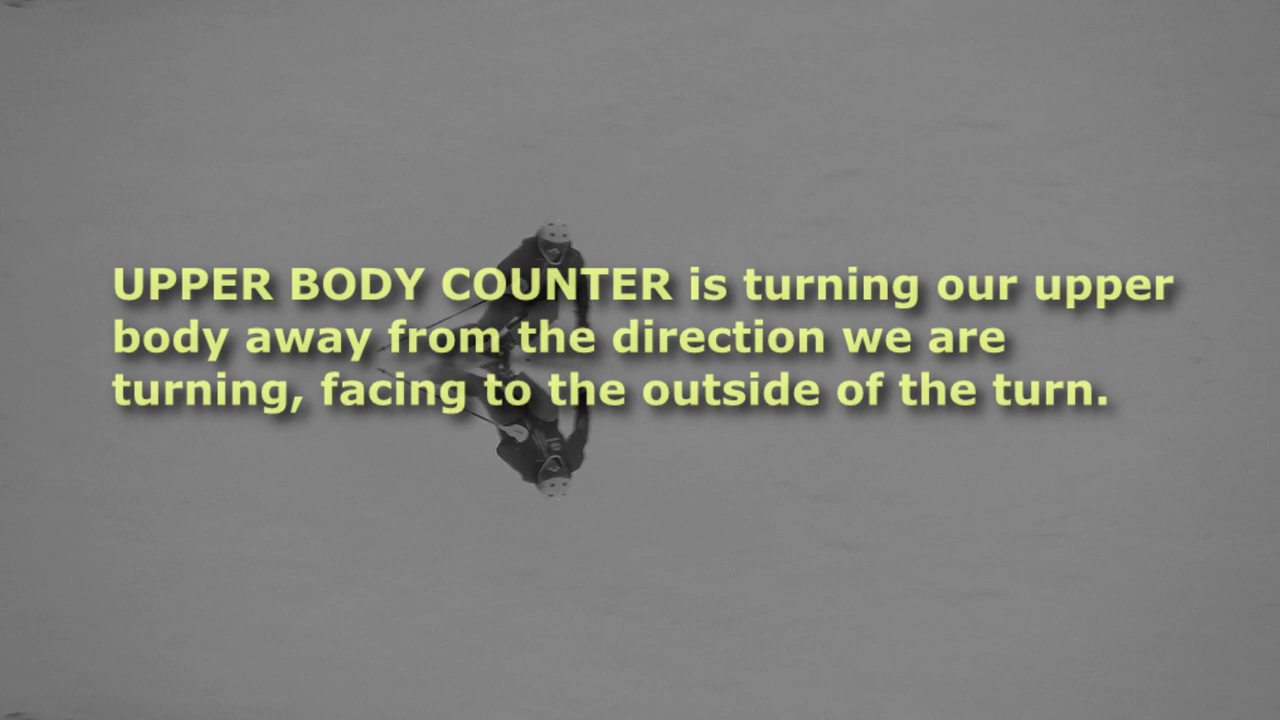 UPPER BODY COUNTER is turning our upper
body away from the direction we are
turning, facing to the outside of the turn.